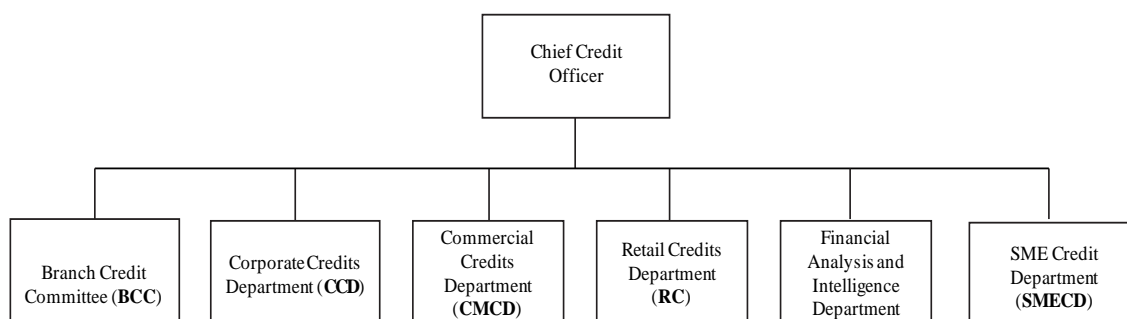 Chief Credit
Officer
Branch Credit
Committee (BCC)
Corporate Credits
Department (CCD)
Commercial
Credits
Department
(CMCD)
Retail Credits
Department
(RC)
Financial
Analysis and
Intelligence
Department
SME Credit
Department
(SMECD)